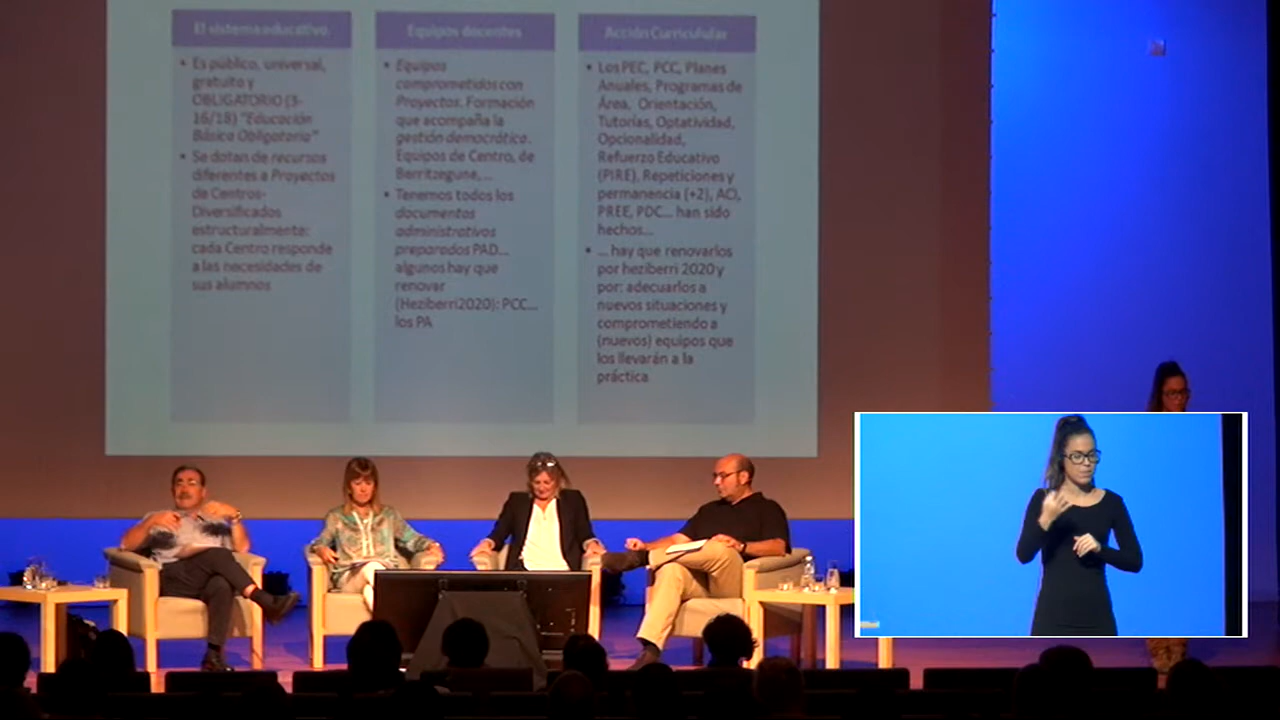 El sistema educativo
• Es público, universal,
gratuito y
OBLIGATORIO (3-
16/18) "Educación
Básica Obligatoria"
• Se dotan de recursos
diferentes a Proyectos
de Centros-
Diversificados
estructuralmente:
cada Centro responde
a las necesidades de
sus alumnos
Equipos docentes
• Equipos
comprometidos con
Proyectos. Formación
que acompaña la
gestión democrática.
Equipos de Centro, de
Berritzegune,...
• Tenemos todos los
documentos
administrativos
preparados PAD...
algunos hay que
renovar
(Heziberri2020): PCC...
los PA
Acción Curricular
• Los PEC, PCC, Planes
Anuales, Programas de
Área, Orientación,
Tutorías, Optatividad,
Opcionalidad,
Refuerzo Educativo
(PIRE), Repeticiones y
permanencia (+2), ACI,
PREE, PDC... han sido
hechos...
• ... hay que renovarlos
por heziberri 2020 y
por: adecuarlos a
nuevos situaciones y
comprometiendo a
(nuevos) equipos que
los llevarán a la
práctica